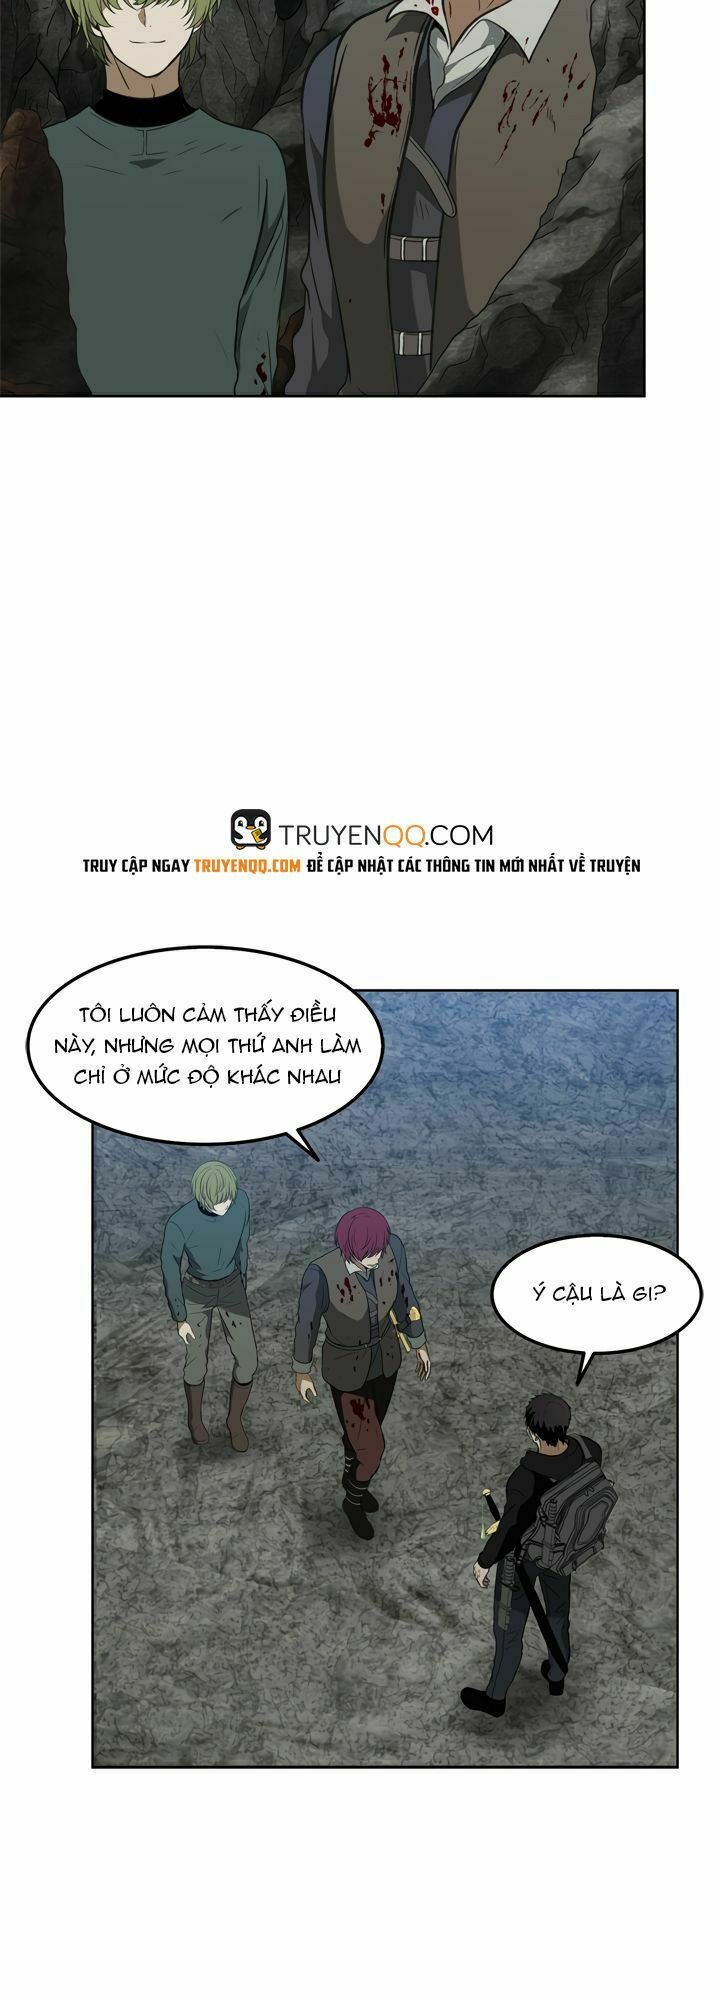 TRUYENQQ.COM
TRUY CẬP NGAY TRUYENQQ.COM ĐỂ CẬP NHẬT CÁC THÔNG TIN MỚI NHẤT VỀ TRUYỆN
TÔI LUÔN CẢM THẤY ĐIỀU
NÀY, NHƯNG MỌI THỨ ANH LÀM
CHỈ Ở MỨC ĐỘ KHÁC NHAU
Ý CẬU LÀ GI?